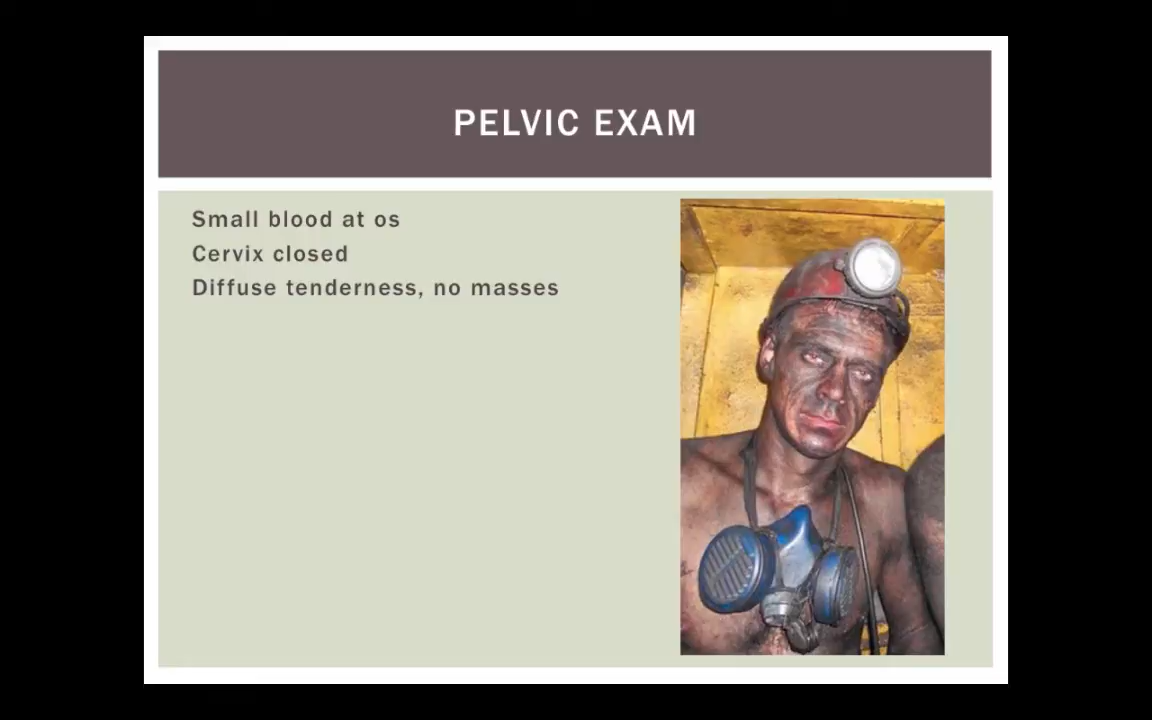 PELVIC EXAM
Small blood at os
Cervix closed
Diffuse tenderness, no masses